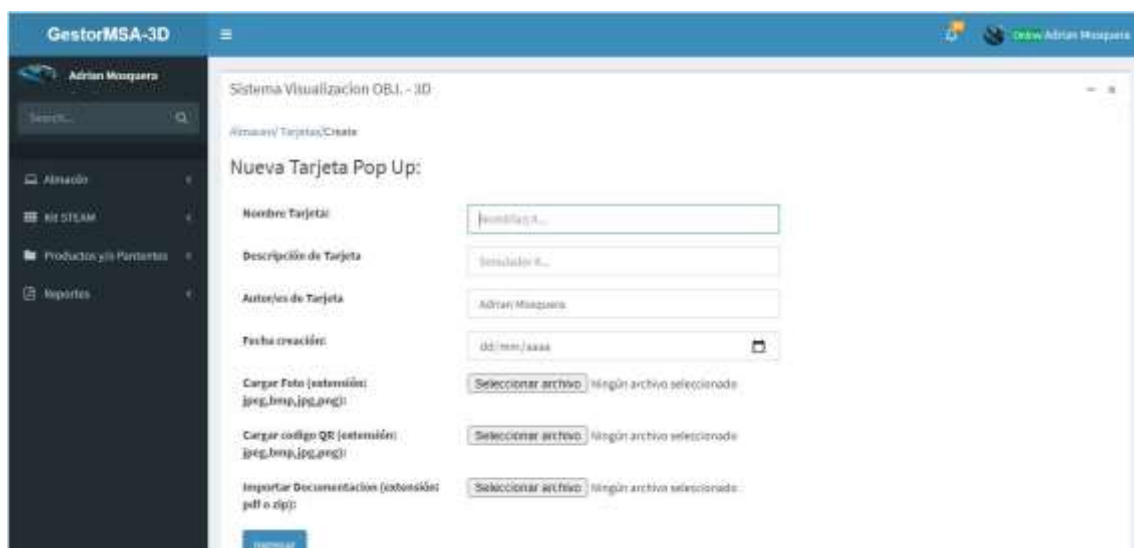 GestorMSA-3D
Online Adrian Mosquera
Adrian Mosquera
Search...
Sistema Visualizacion OBJ. - 3D
Almacen/ Tarjetas/Create
Nueva Tarjeta Pop Up:
Almacén
Kit STEAM
Productos y/o
Reportes
Nombre Tarjeta:
Descripción de Tarjeta
Simulador R...
Autor/es de Tarjeta
Adrian Mosquera
Fecha creación:
dd/mm/aaaa
Cargar Foto (extensión:
jpeg,bmp,jpg,png):
Seleccionar archivo Ningún archivo seleccionado
Cargar codigo QR (extensión:
jpeg,bmp,jpg,png):
Seleccionar archivo Ningún archivo seleccionado
Importar Documentacion (extensión:
pdf o zip):
Seleccionar archivo Ningún archivo seleccionado
Ingresar